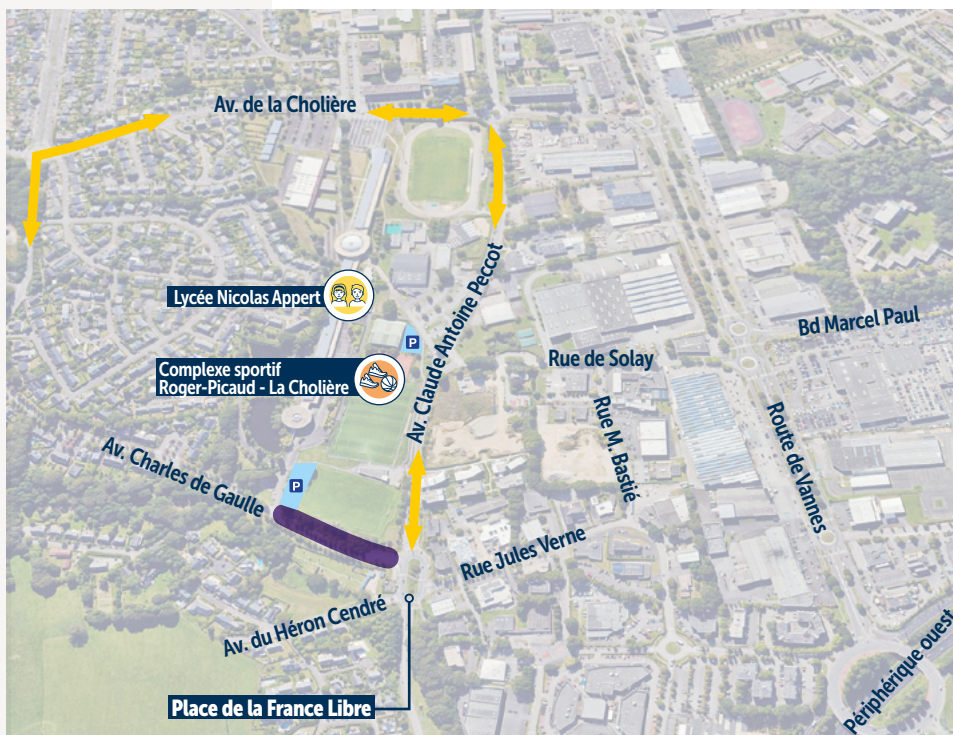 Av. de la Cholière
Lycée Nicolas Appert
Av. Claude Antoine Peccot
P
Bd Marcel Paul
Complexe sportif
Roger-Picaud - La Cholière
Rue de Solay
Rue M. Bastié
Route de Vannes
Av. Charles de Gaulle
P
Rue Jules Verne
Av. du Héron Cendré
Périphérique ouest
Place de la France Libre